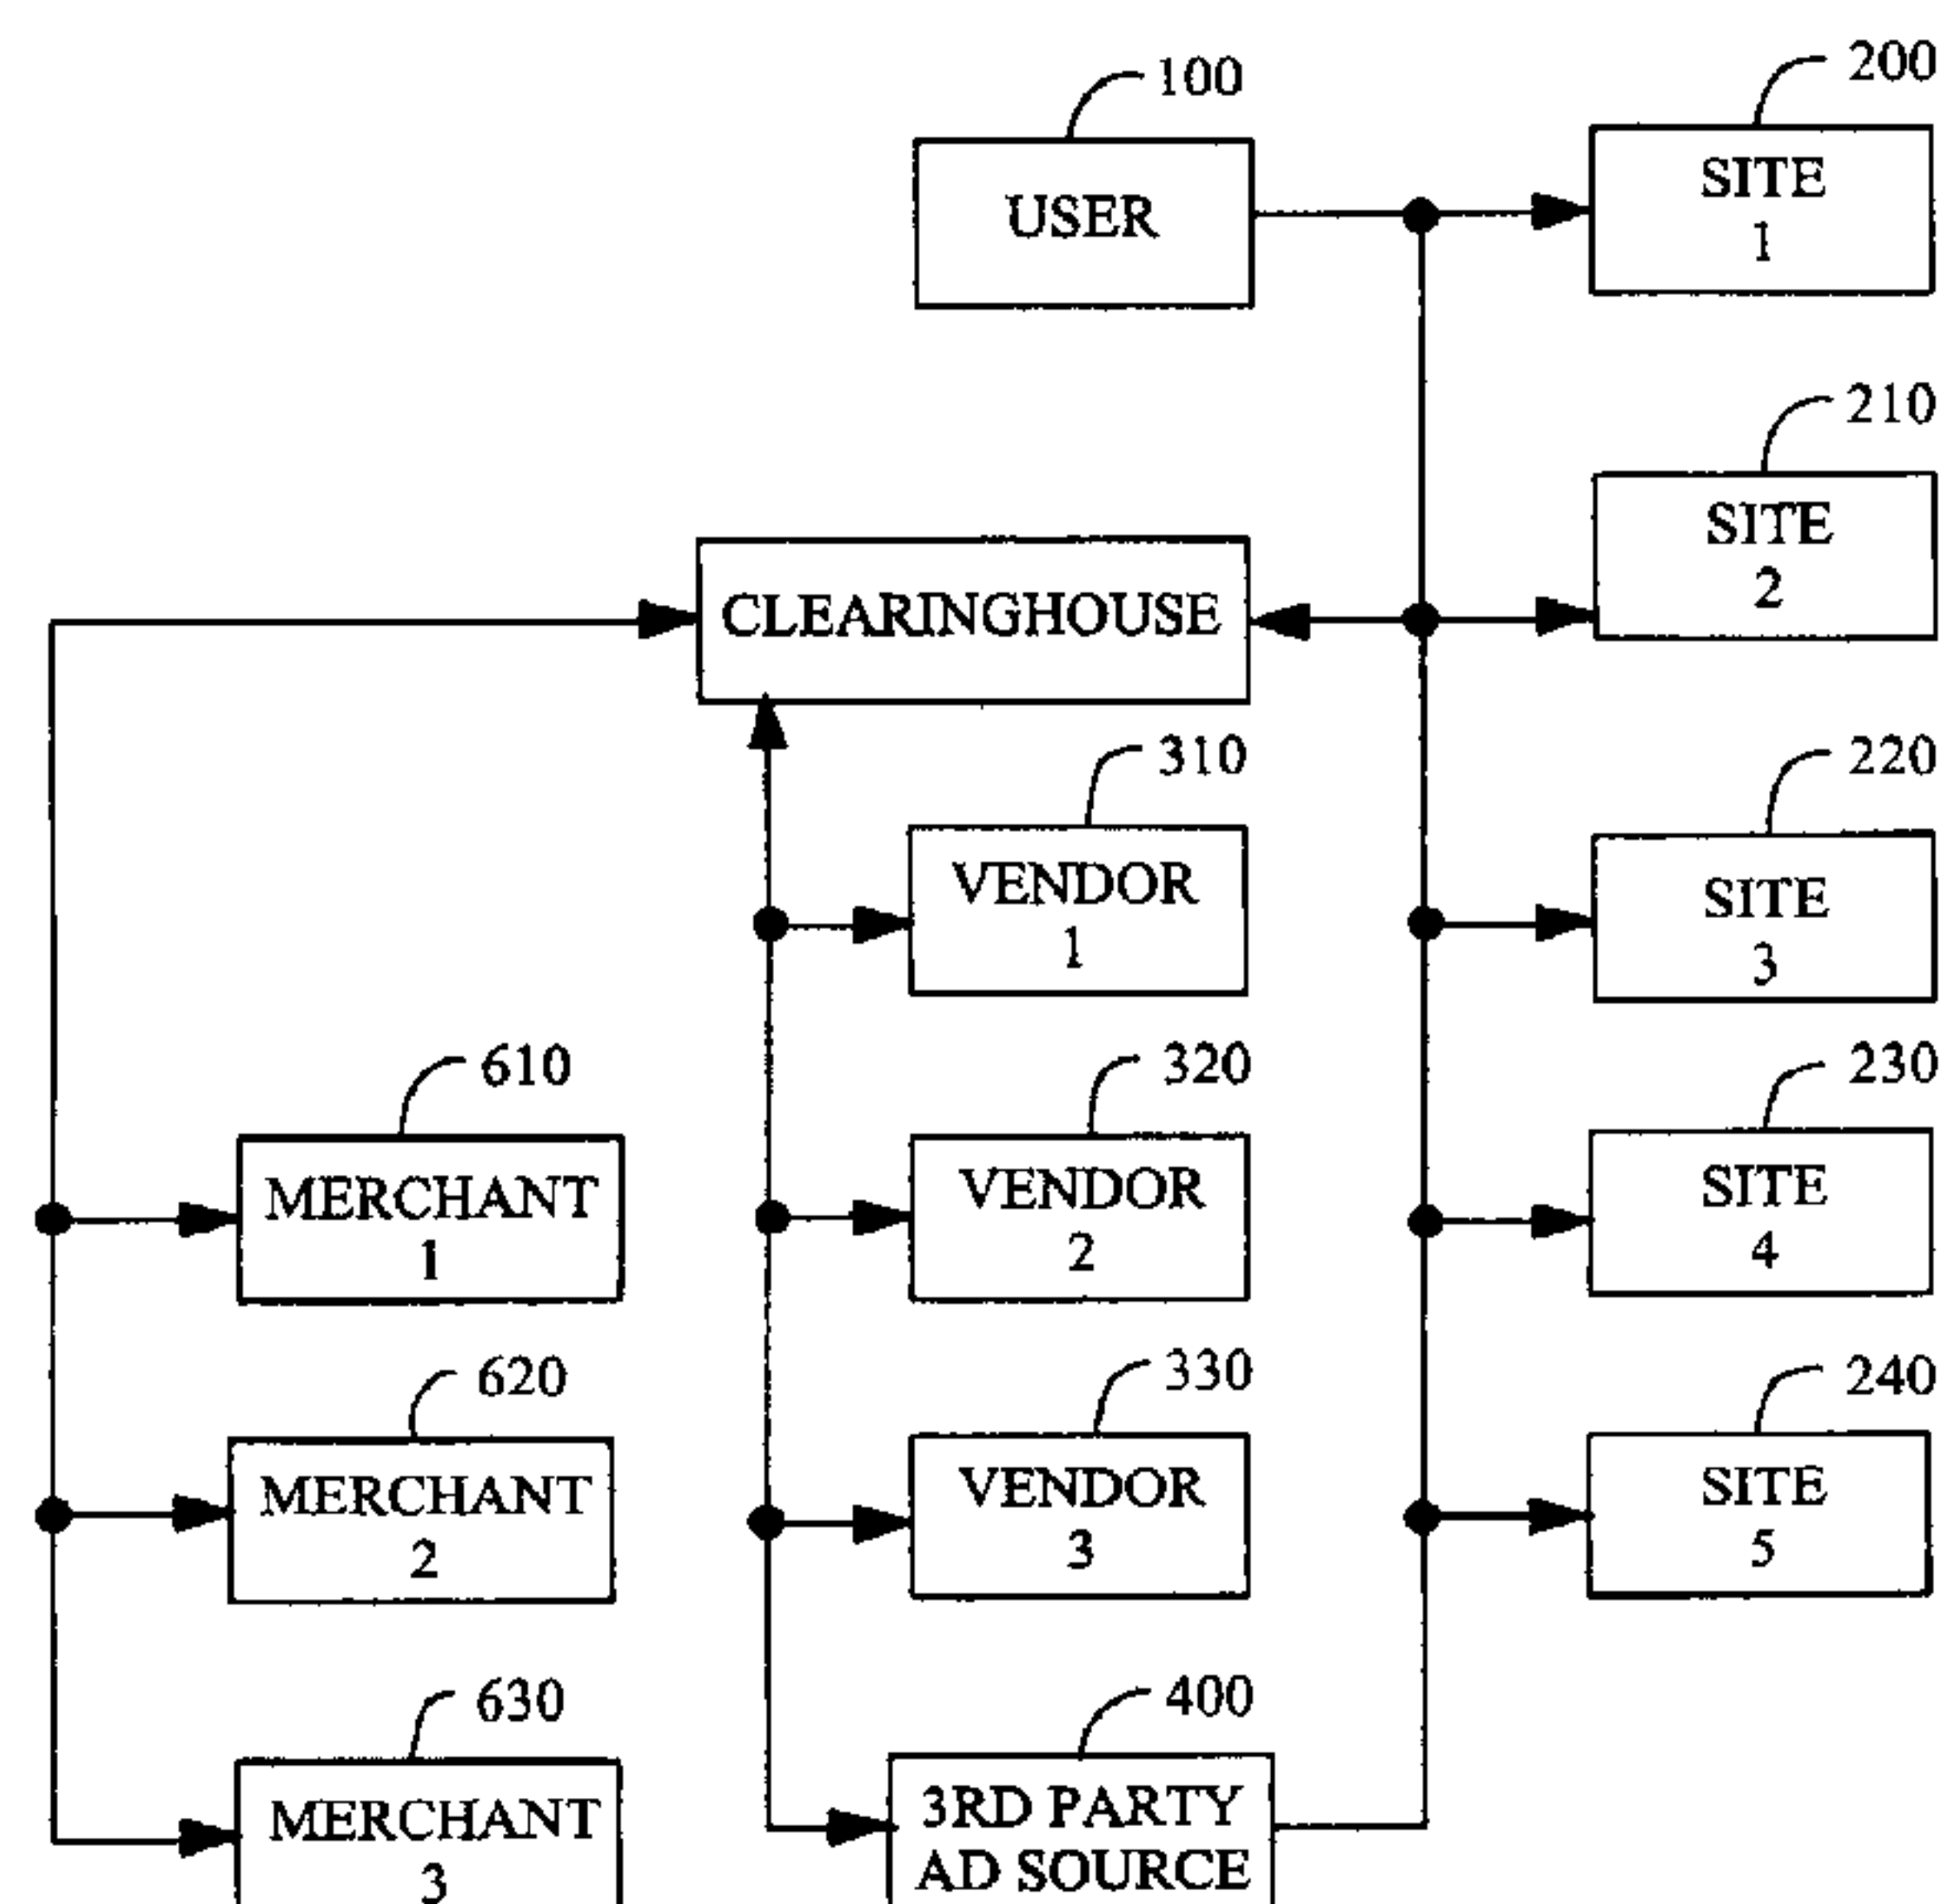 100
200
USER
SITE
1
210
SITE
2
CLEARINGHOUSE
310
220
VENDOR
1
SITE
3
610
320
230
MERCHANT
1
VENDOR
2
SITE
4
620
330
240
MERCHANT
2
VENDOR
3
SITE
5
630
400
MERCHANT
3
3RD PARTY
AD SOURCE